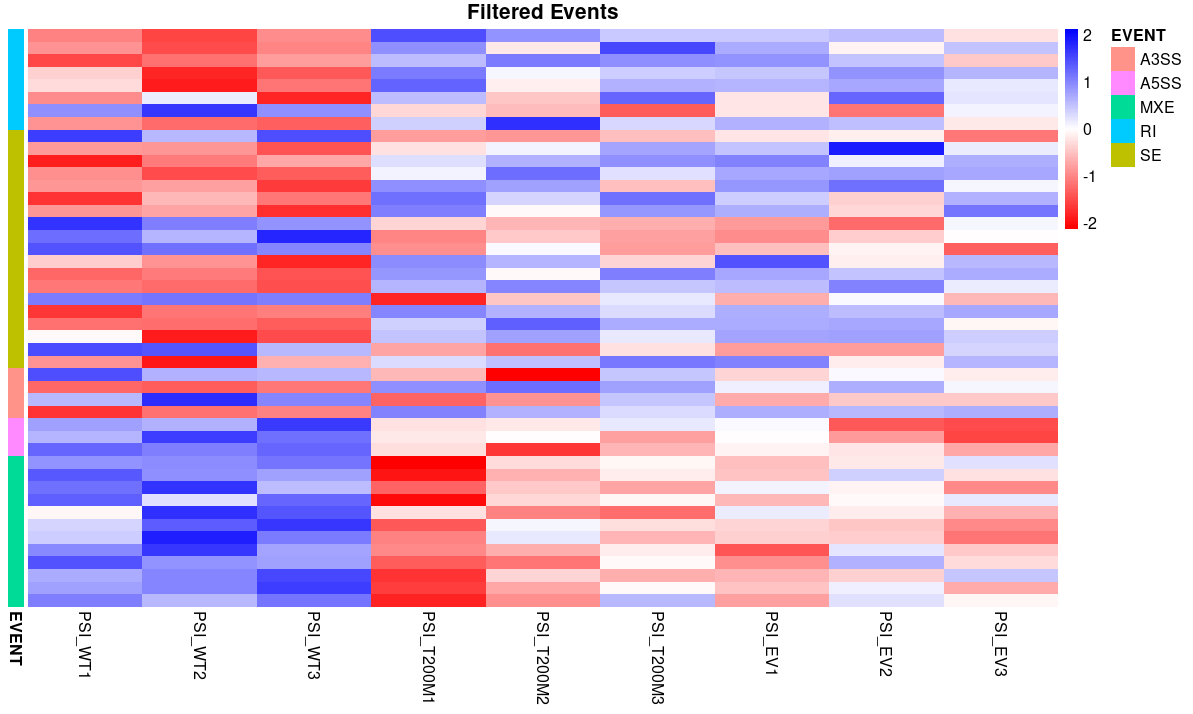 Filtered Events
2
1
0
-1
-2
EVENT
A3SS
A5SS
MXE
RI
SE
EVENT
PSI_WT1
PSI_WT2
PSI_WT3
PSI_T200M1
PSI_T200M2
PSI_T200M3
PSI_EV1
PSI_EV2
PSI_EV3